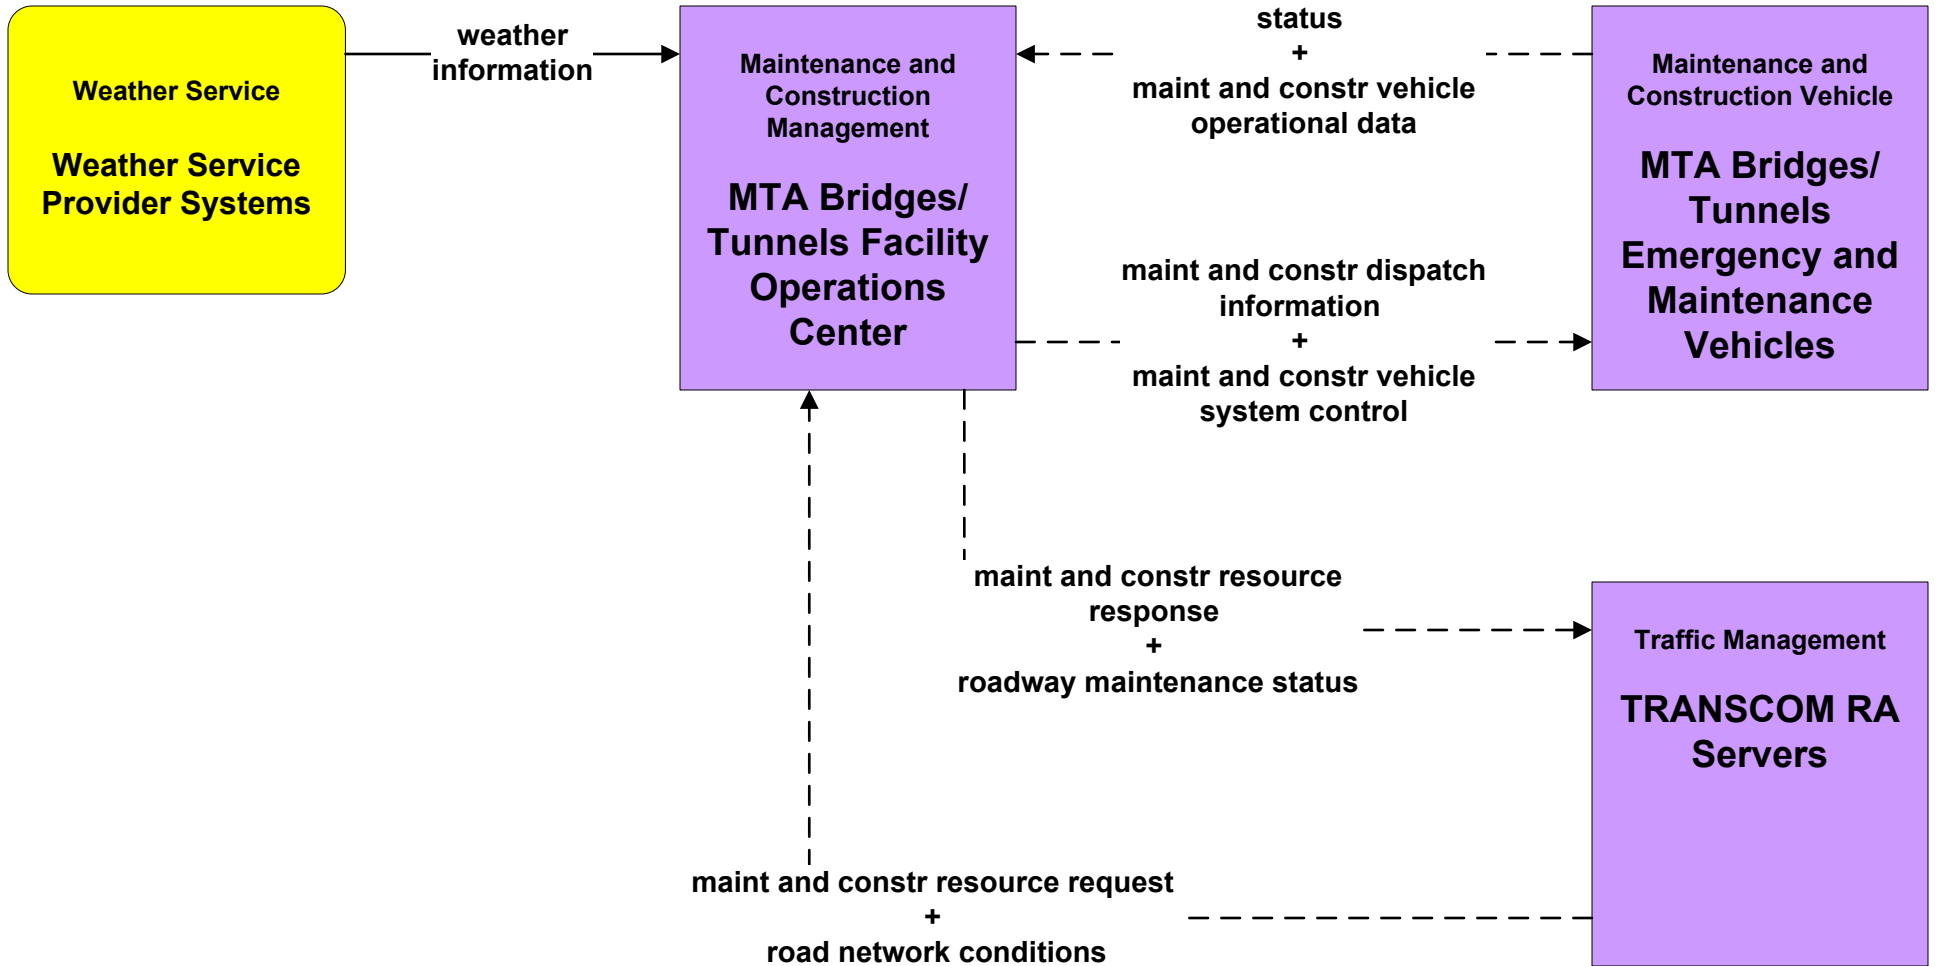 Weather Service
Weather Service
Provider Systems
weather
information
Maintenance and
Construction
Management
MTA Bridges/
Tunnels Facility
Operations
Center
status
+
maint and constr vehicle
operational data
maint and constr dispatch
information
+
maint and constr vehicle
system control
Maintenance and
Construction Vehicle
MTA Bridges/
Tunnels
Emergency and
Maintenance
Vehicles
maint and constr resource
response
+
roadway maintenance status
Traffic Management
TRANSCOM RA
Servers
maint and constr resource request
+
road network conditions